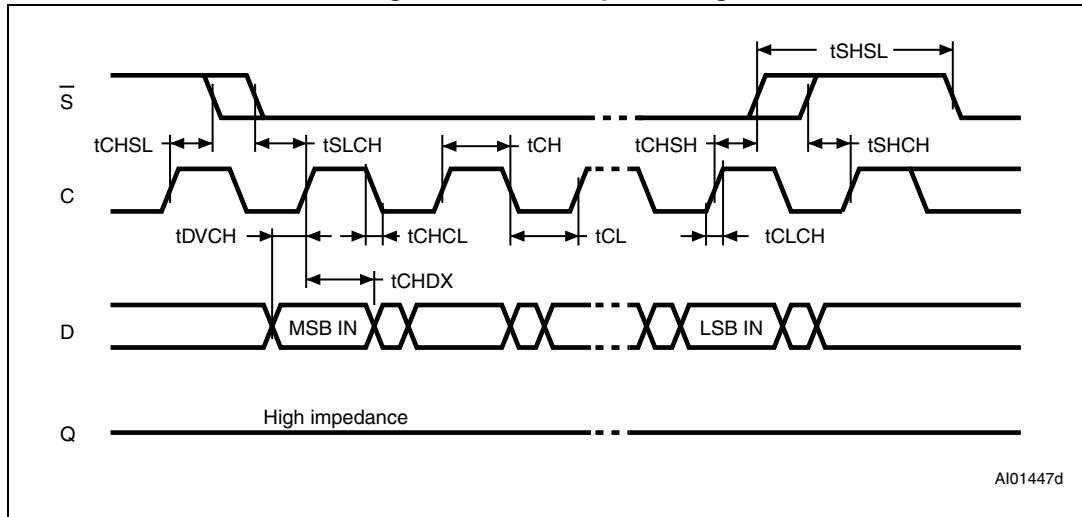 tSHSL
S
tCHSL
tSLCH
tCH
tCHSH
tSHCH
C
tDVCH
tCHCL
tCL
tCLCH
tCHDX
D
MSB IN
LSB IN
High impedance
Q
AI01447d